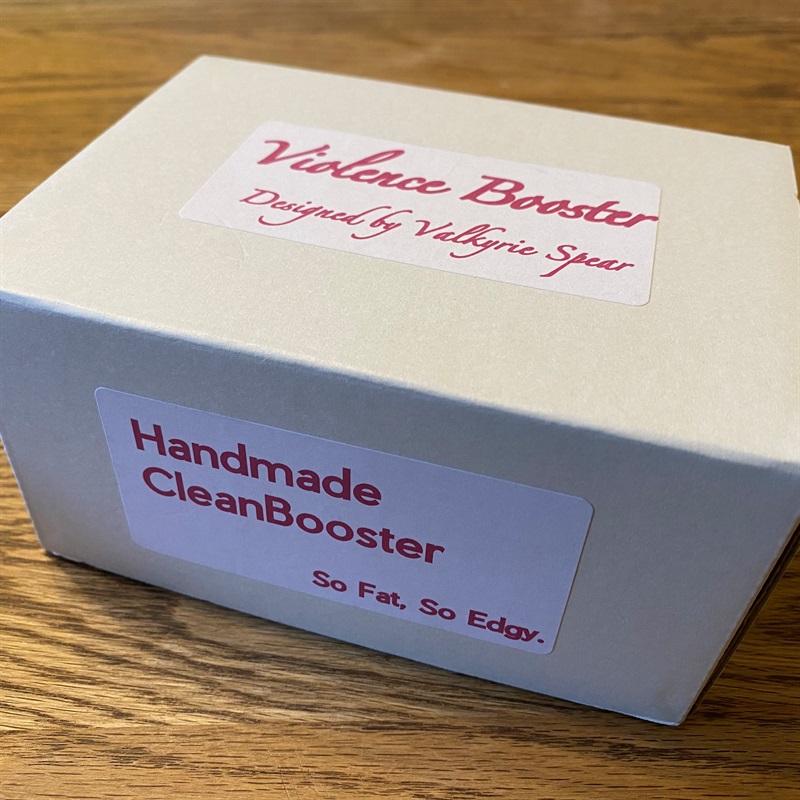 Violence Booster
Designed by Valkyrie Spear
Handmade
CleanBooster
So Fat, So Edgy.